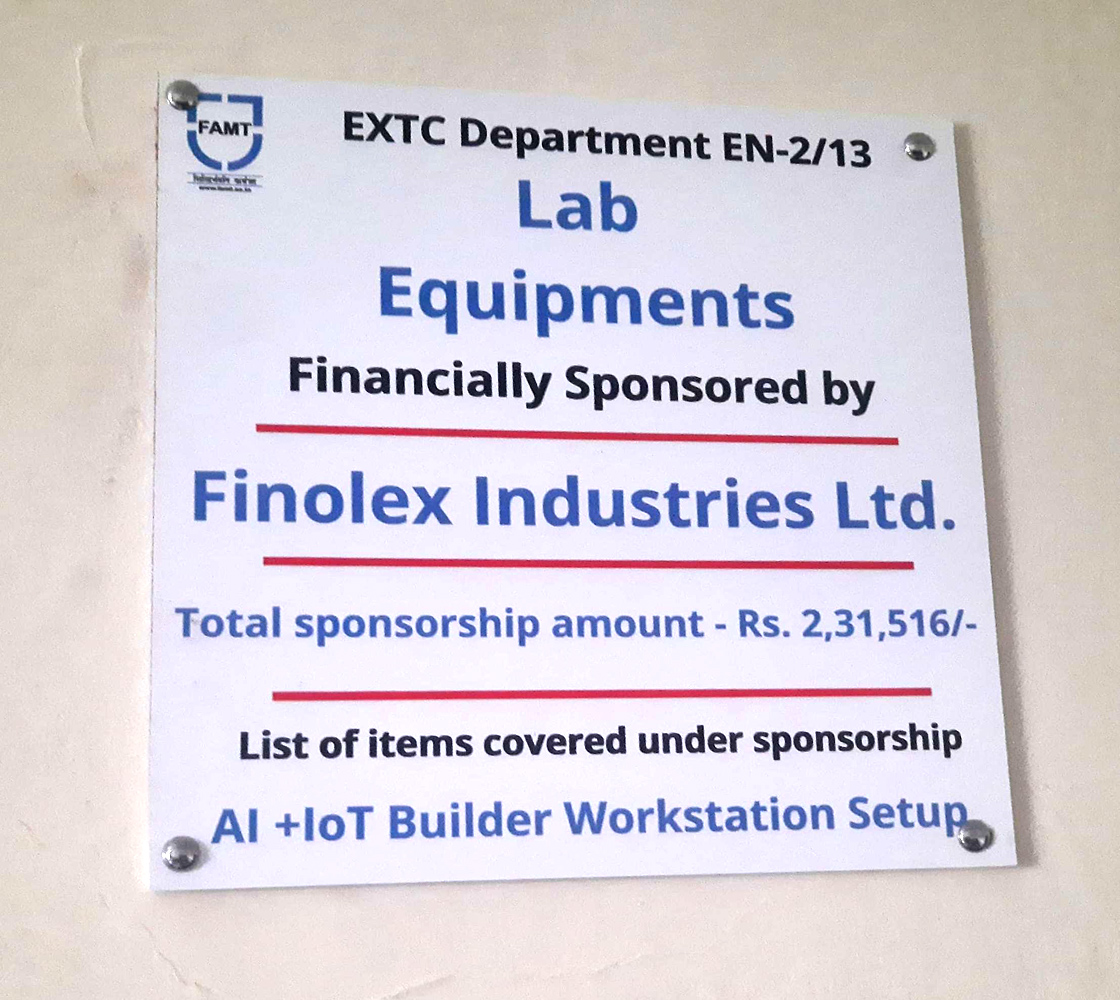 FAMT
EXTC Department EN-2/13
Lab
Equipments
Financially Sponsored by
Finolex Industries Ltd.
Total sponsorship amount - Rs. 2,31,516/-
List of items covered under sponsorship
AI +IoT Builder Workstation Setup